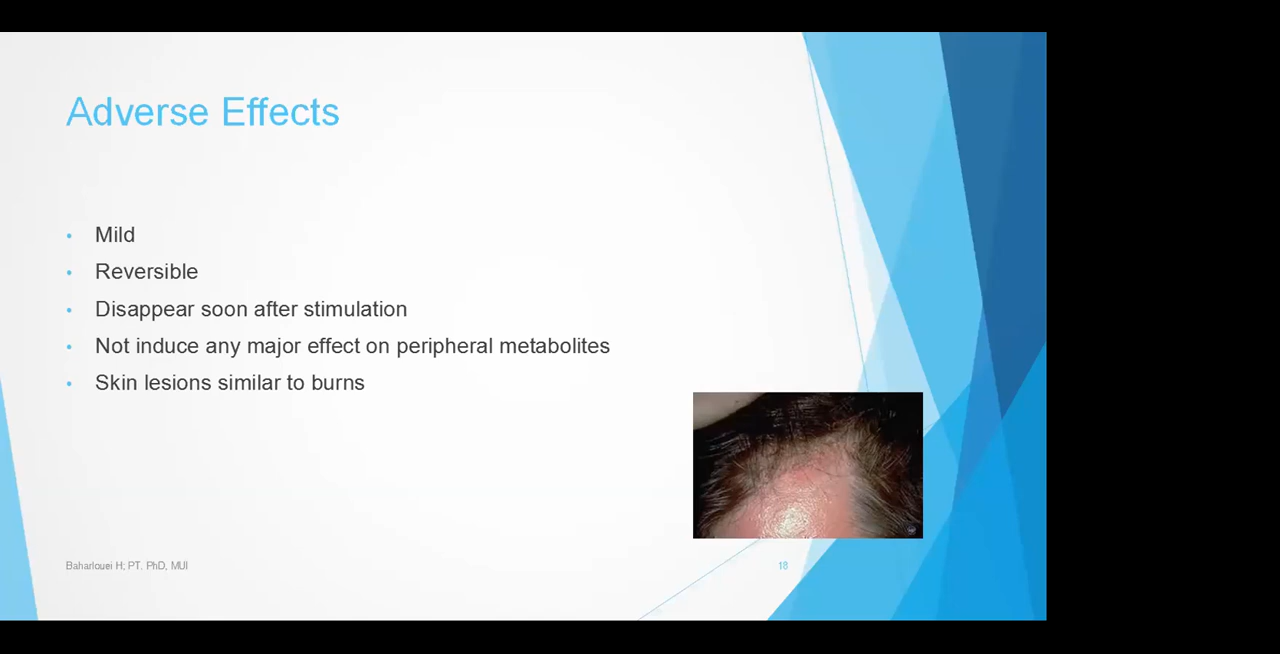 Adverse Effects
• Mild
• Reversible
• Disappear soon after stimulation
• Not induce any major effect on peripheral metabolites
• Skin lesions similar to burns
Baharlouei H; PT. PhD, MUI
18